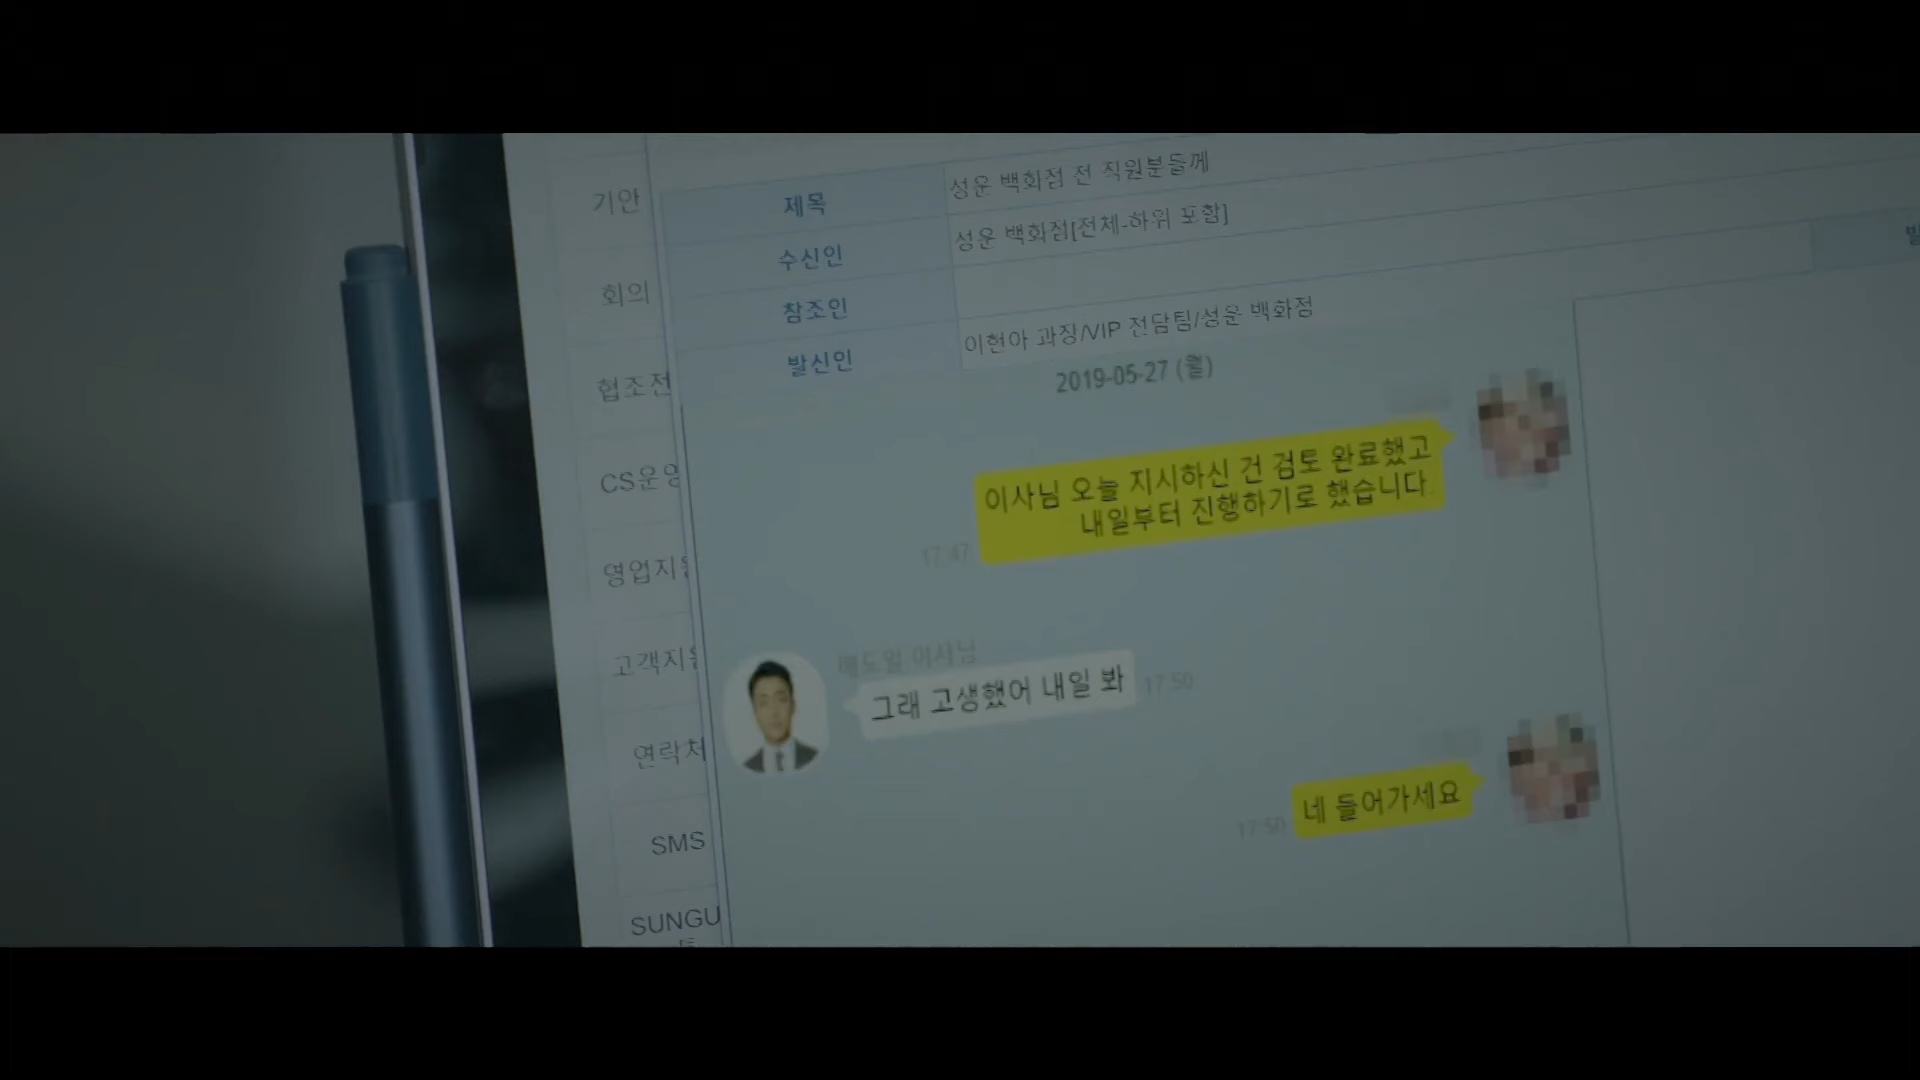 기안
회의
협조전
CS운영
영업지원
고객지원
연락처
SMS
SUNGU
제목
성운 백화점 전 직원분들께
수신인
성운 백화점[전체-하위 포함]
참조인
발신인
이현아 과장/VIP 전담팀/성운 백화점
2019-05-27 (월)
이사님 오늘 지시하신 건 검토 완료했고
내일부터 진행하기로 했습니다.
17:47
이사님
그래 고생했어 내일 봐
17:50
네 들어가세요
17:50